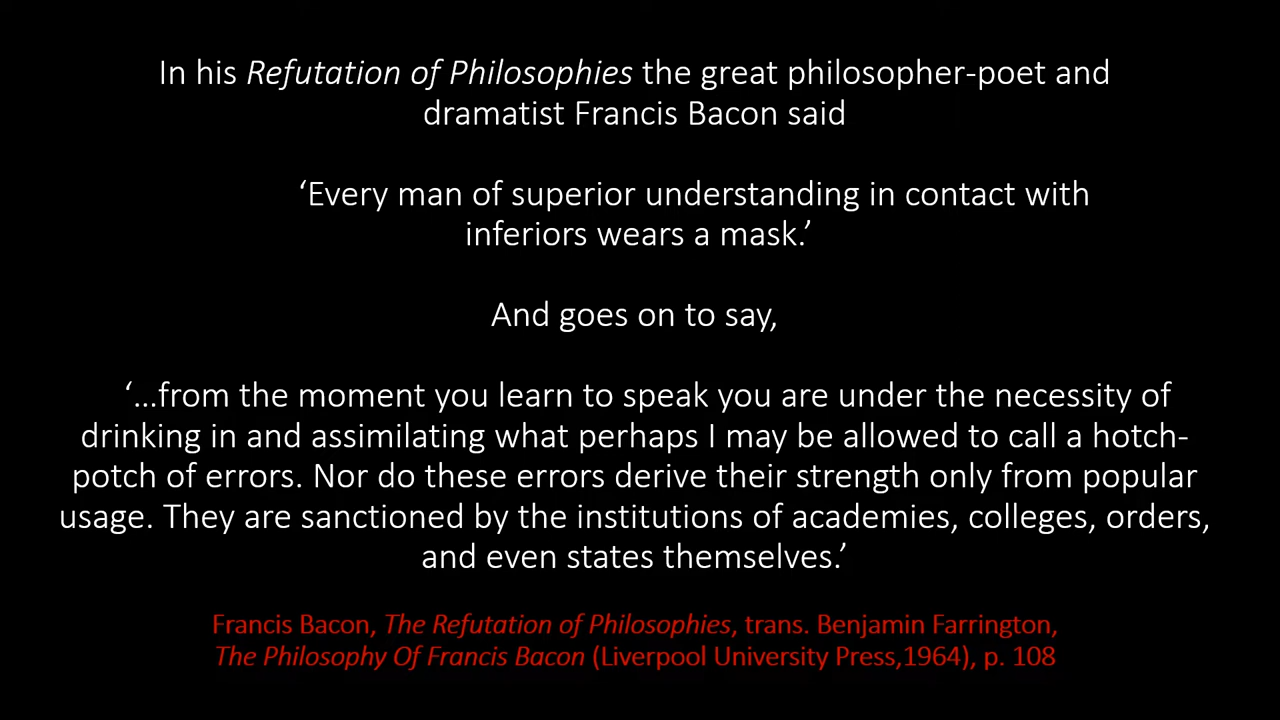 In his Refutation of Philosophies the great philosopher-poet and
dramatist Francis Bacon said
‘Every man of superior understanding in contact with
inferiors wears a mask.’
And goes on to say,
‘…from the moment you learn to speak you are under the necessity of
drinking in and assimilating what perhaps I may be allowed to call a hotch-
potch of errors. Nor do these errors derive their strength only from popular
usage. They are sanctioned by the institutions of academies, colleges, orders,
and even states themselves.’
Francis Bacon, The Refutation of Philosophies, trans. Benjamin Farrington,
The Philosophy Of Francis Bacon (Liverpool University Press,1964), p. 108